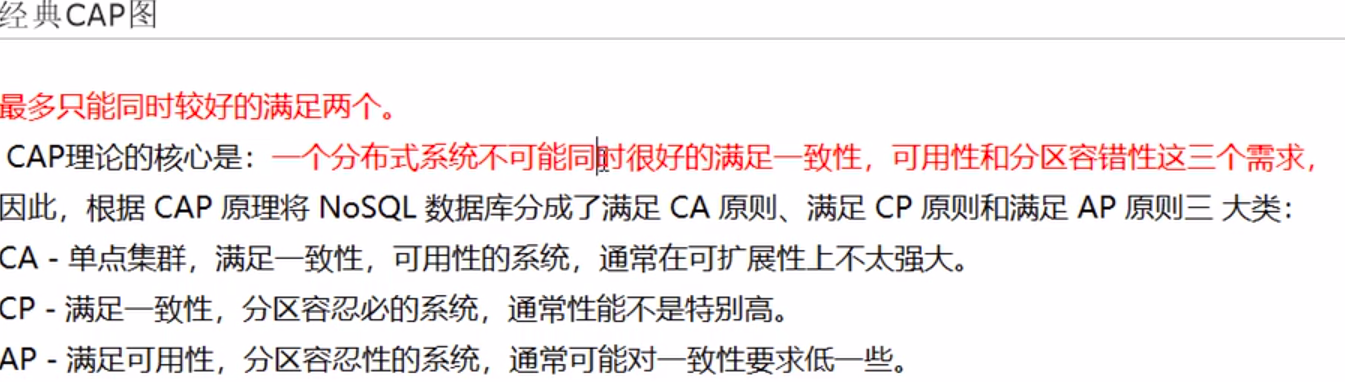 经典CAP图
最多只能同时较好的满足两个。
CAP理论的核心是：一个分布式系统不可能同时很好的满足一致性，可用性和分区容错性这三个需求，
因此，根据 CAP 原理将 NoSQL 数据库分成了满足 CA 原则、满足 CP 原则和满足 AP 原则三 大类：
CA - 单点集群，满足一致性，可用性的系统，通常在可扩展性上不太强大。
CP - 满足一致性，分区容忍必的系统，通常性能不是特别高。
AP - 满足可用性，分区容忍性的系统，通常可能对一致性要求低一些。